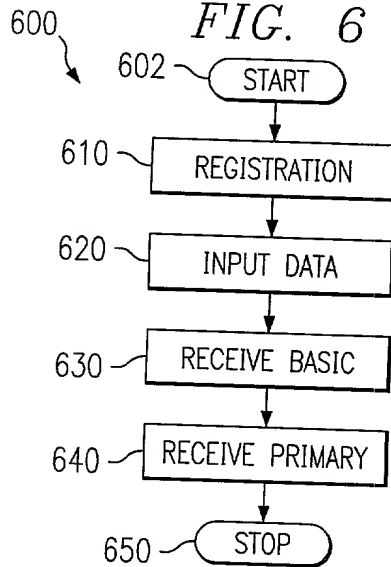 600
FIG. 6
602
START
610
REGISTRATION
620
INPUT DATA
630
RECEIVE BASIC
640
RECEIVE PRIMARY
650
STOP